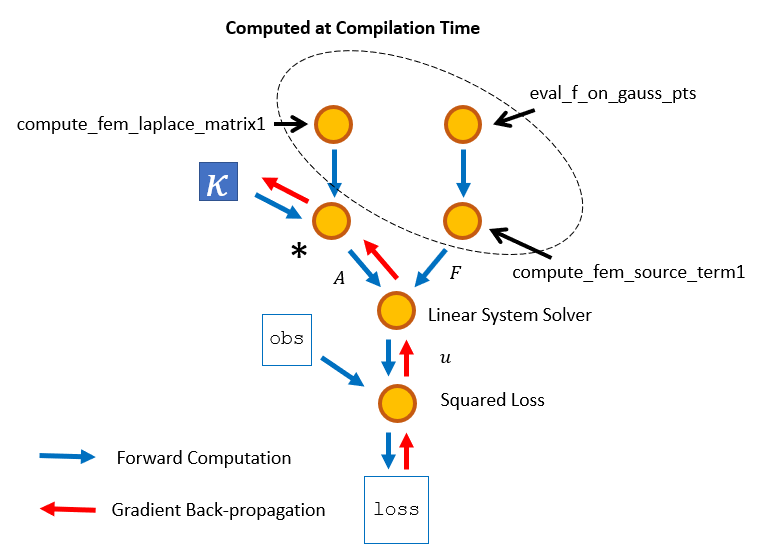 Computed at Compilation Time
eval_f_on_gauss_pts
compute_fem_laplace_matrix1
κ
*
compute_fem_source_term1
A
F
Linear System Solver
obs
u
Squared Loss
Forward Computation
Gradient Back-propagation
loss